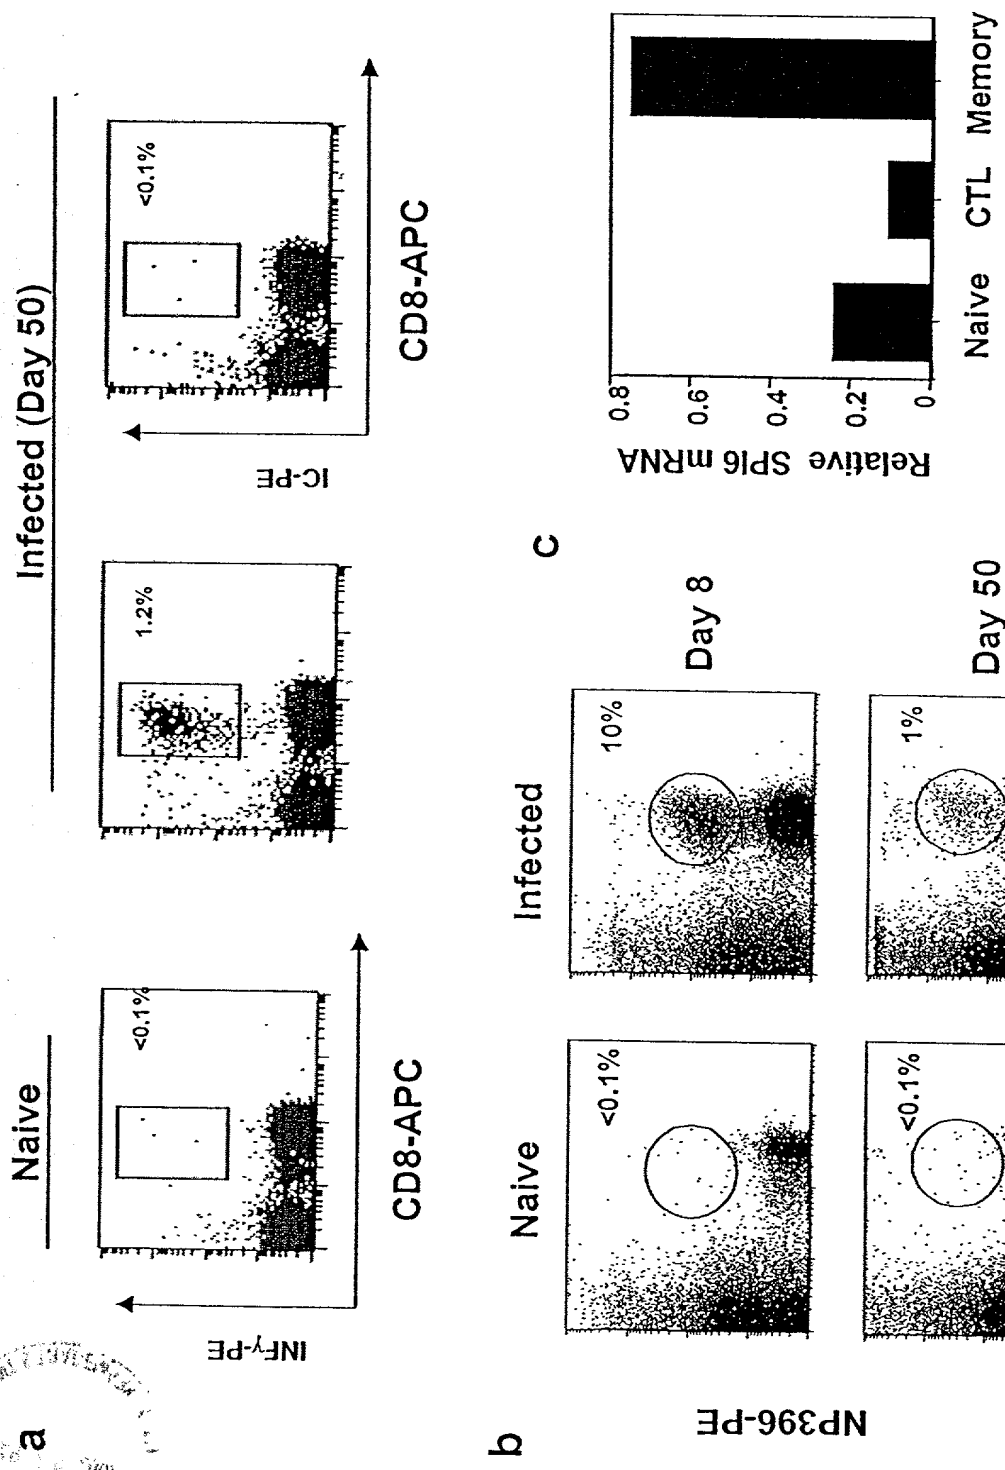 a
Naive
Infected (Day 50)
<0.1%
1.2%
<0.1%
INFγ-PE
IC-PE
CD8-APC
CD8-APC
b
Naive
Infected
NP396-PE
<0.1%
10%
Day 8
<0.1%
1%
Day 50
c
Relative SPI6 mRNA
0.8
0.6
0.4
0.2
0
Naive CTL Memory